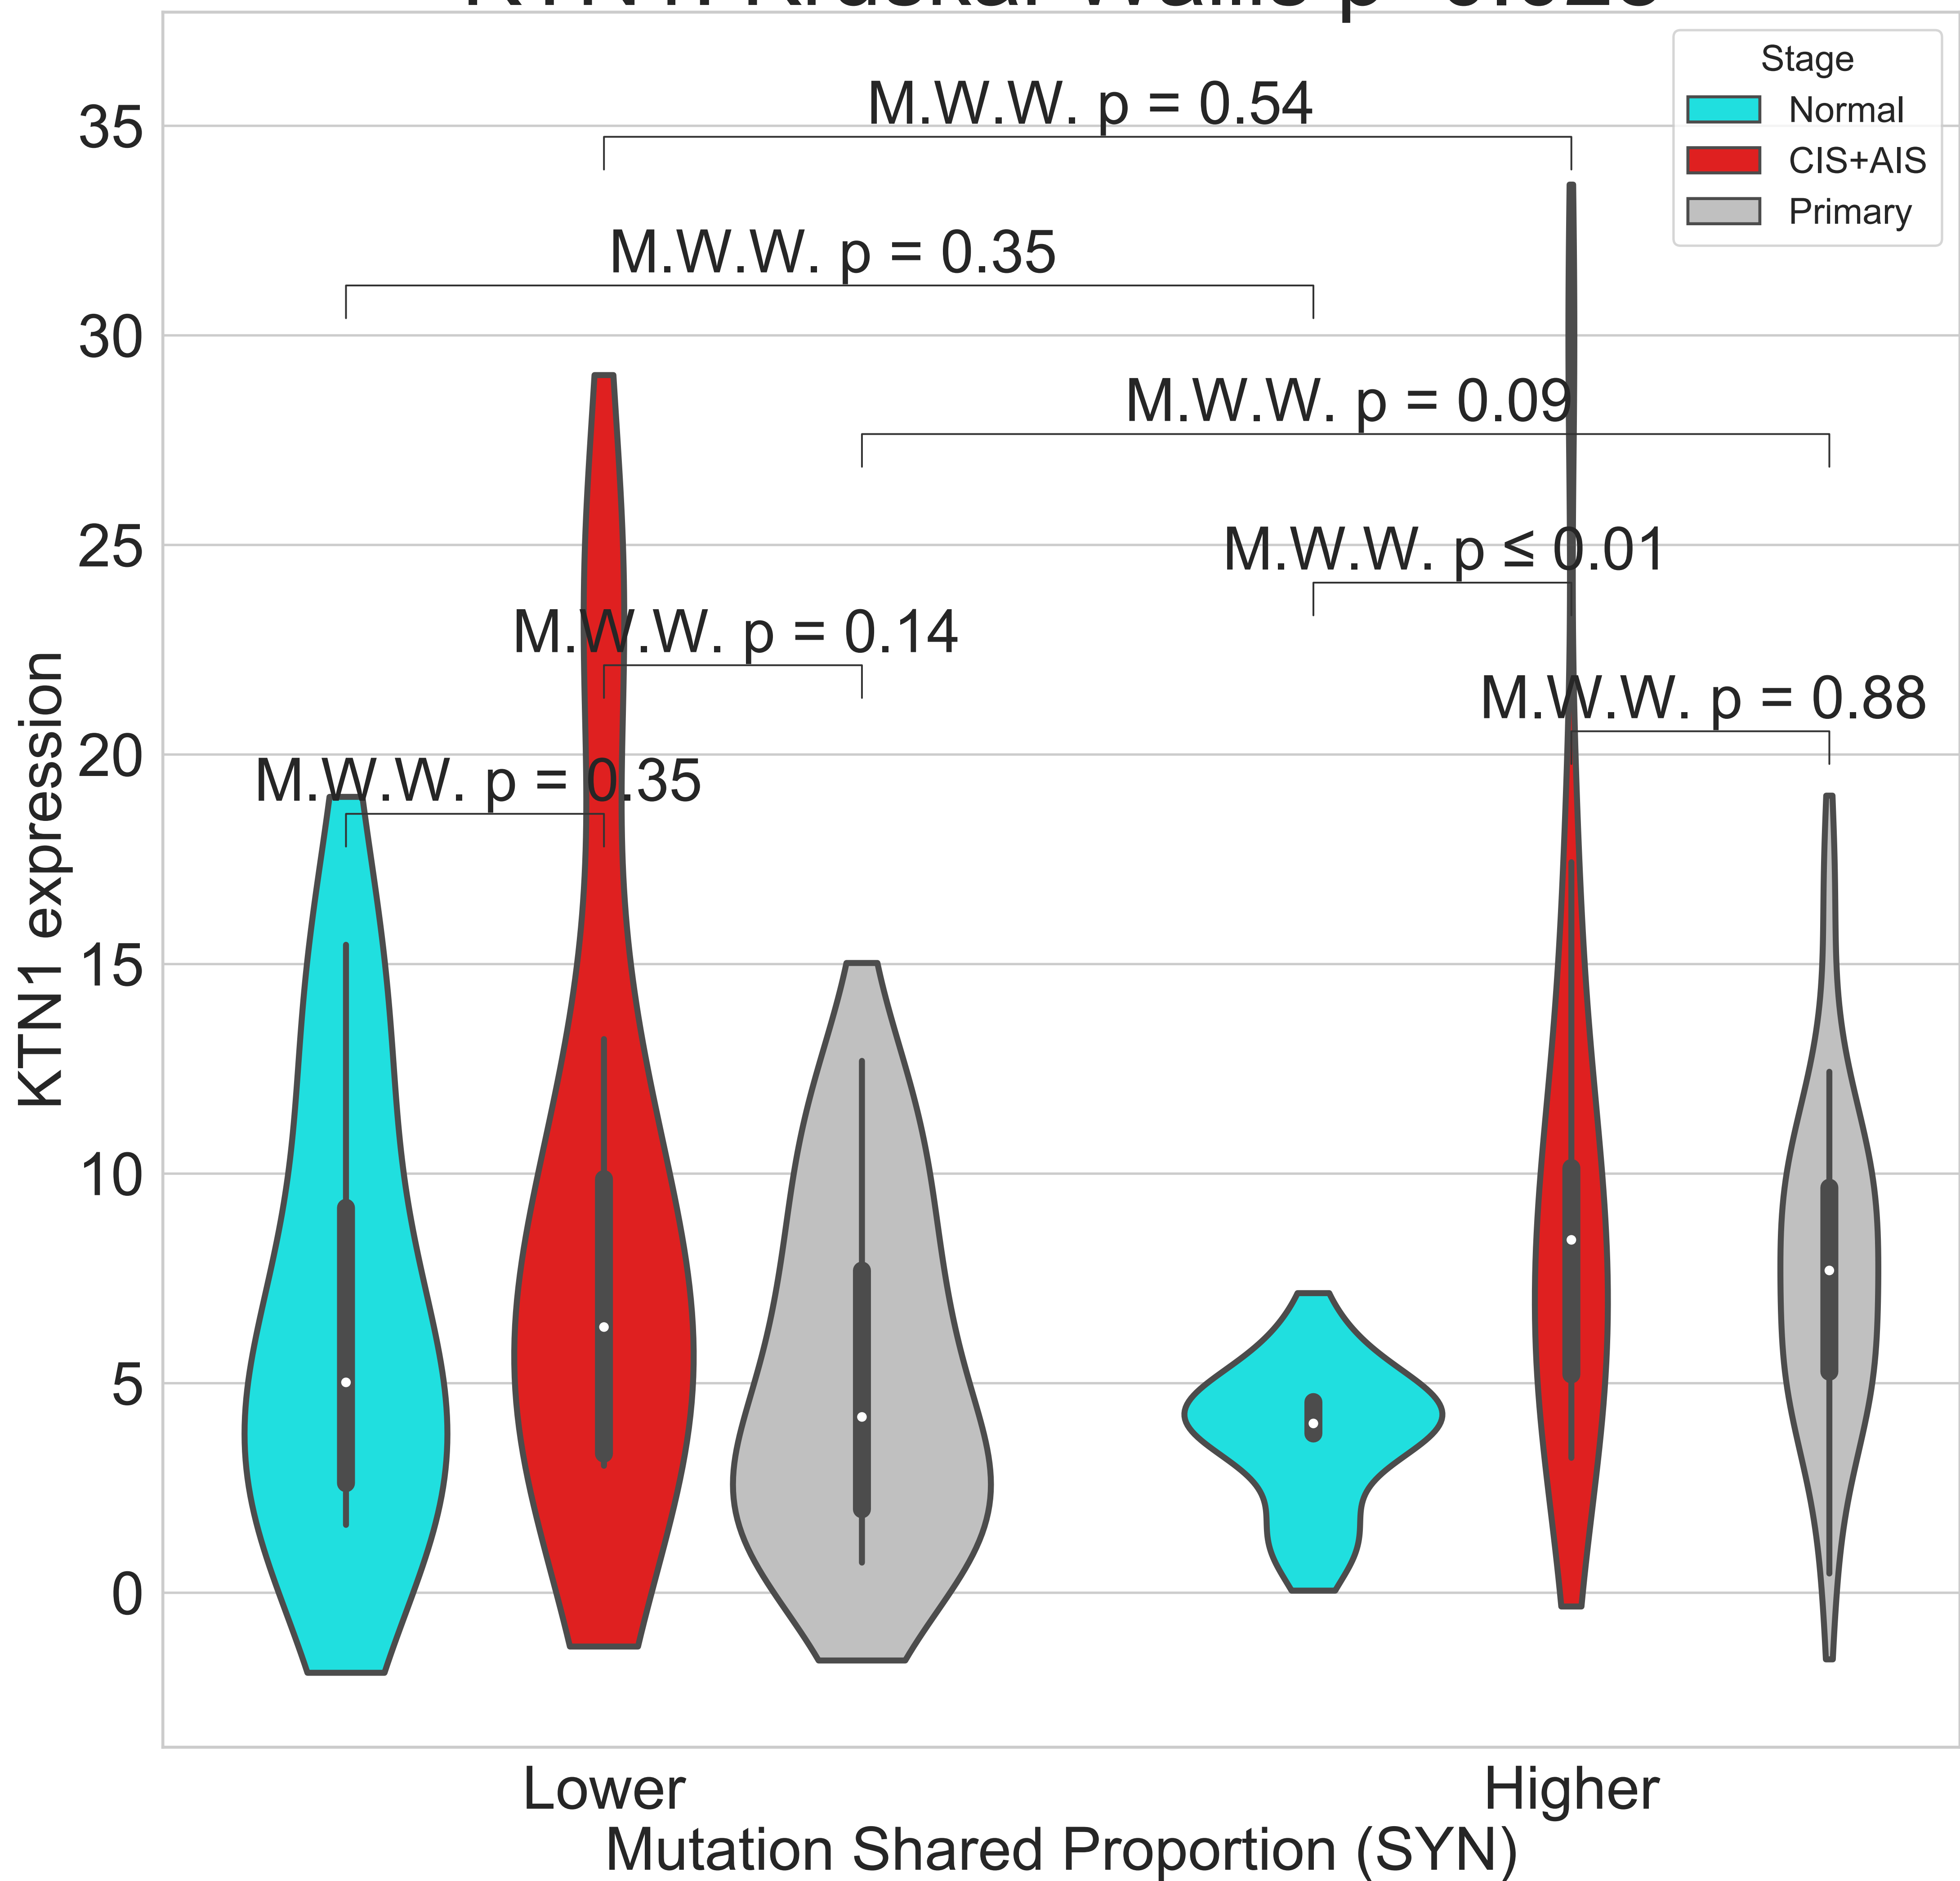 Stage
Normal
CIS+AIS
Primary
M.W.W. p = 0.54
M.W.W. p = 0.35
M.W.W. p = 0.09
M.W.W. p ≤ 0.01
M.W.W. p = 0.14
M.W.W. p = 0.88
M.W.W. p = 0.35
35
30
25
20
15
10
5
0
KTN1 expression
Lower
Higher
Mutation Shared Proportion (SYN)